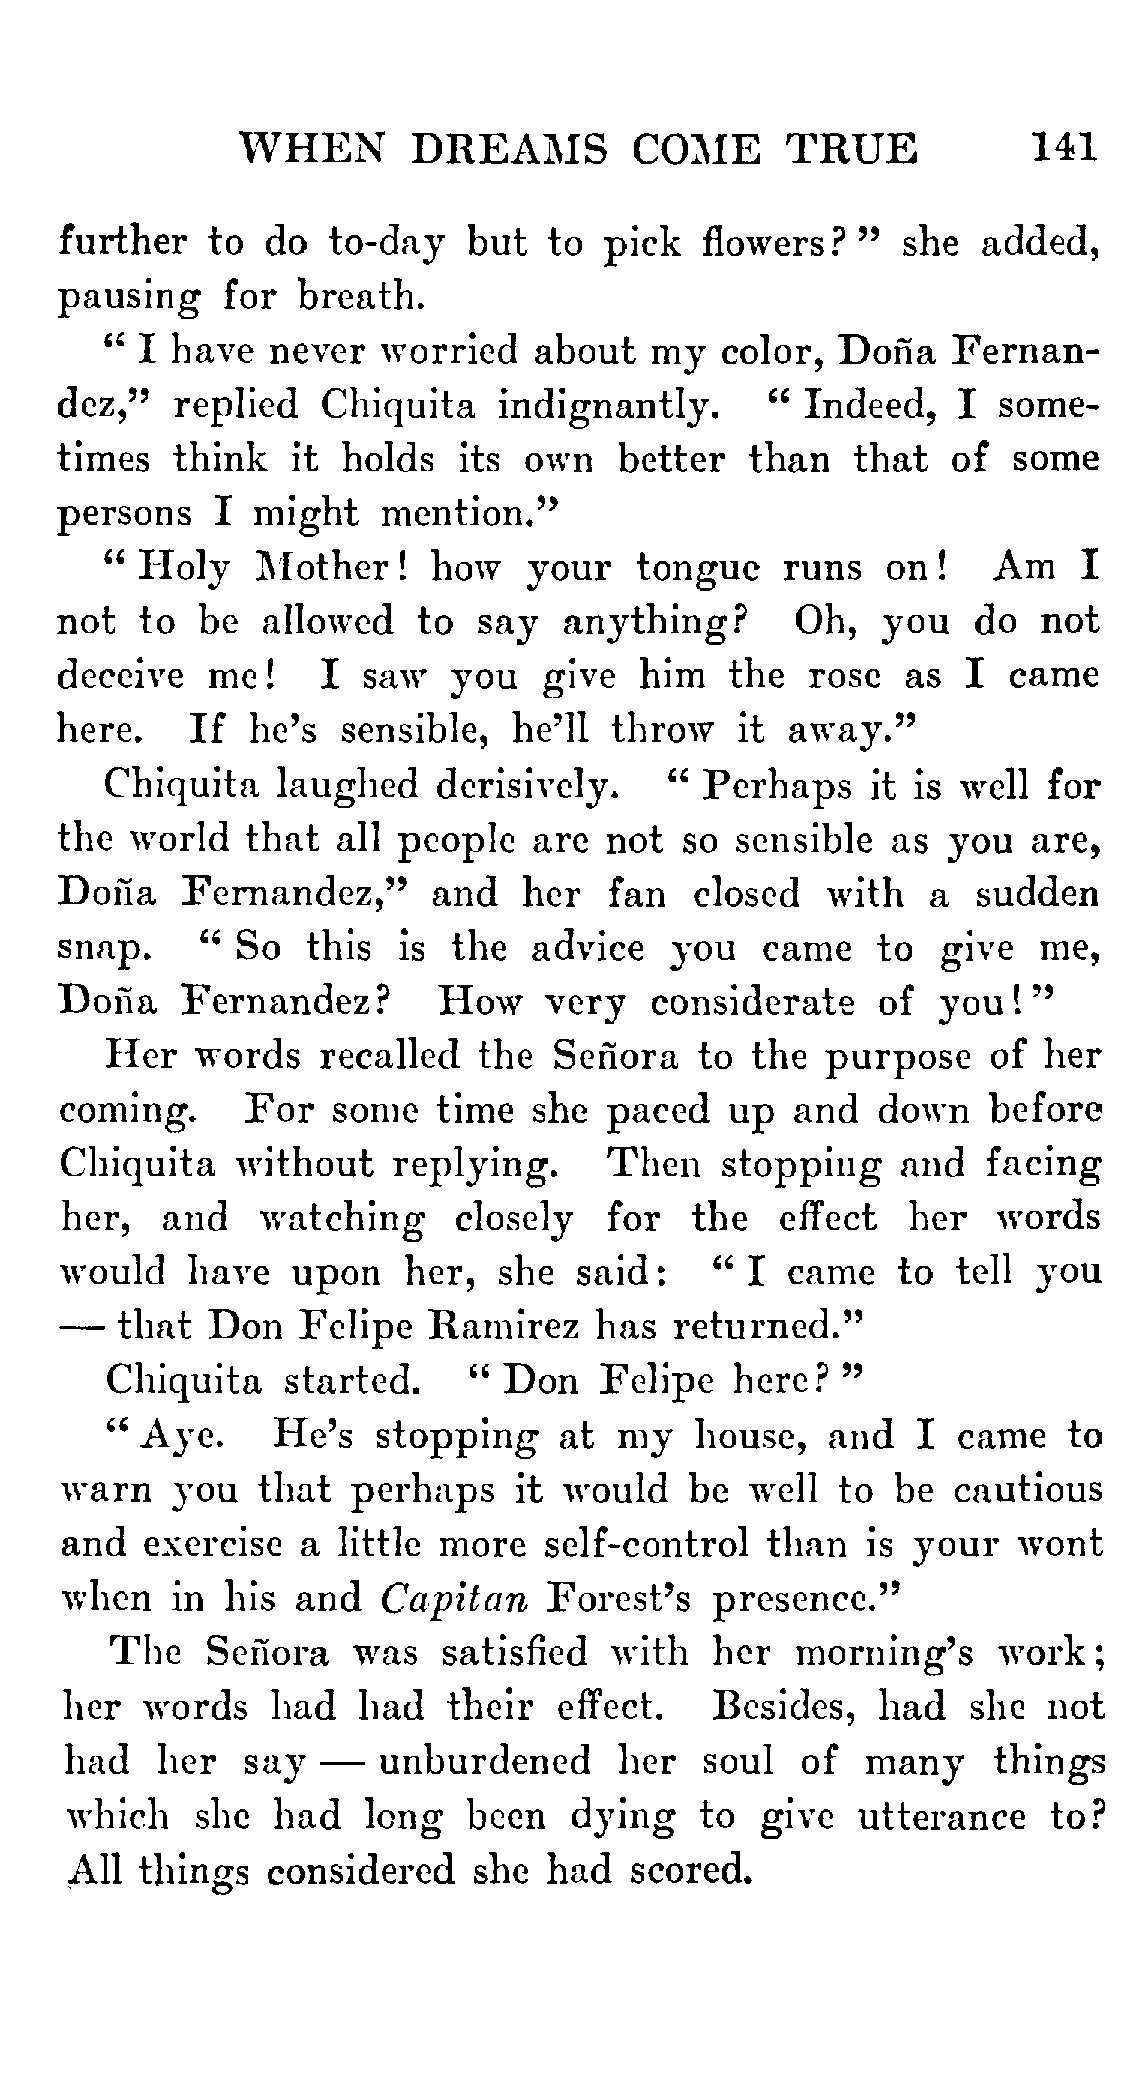 WHEN DREAMS COME TRUE 141
further to do to-day but to pick flowers?” she added,
pausing for breath.
“I have never worried about my color, Doña Fernan-
dez,” replied Chiquita indignantly. “Indeed, I some-
times think it holds its own better than that of some
persons I might mention.”
“Holy Mother! how your tongue runs on! Am I
not to be allowed to say anything? Oh, you do not
deceive me! I saw you give him the rose as I came
here. If he’s sensible, he’ll throw it away.”
Chiquita laughed derisively. “Perhaps it is well for
the world that all people are not so sensible as you are,
Doña Fernandez,” and her fan closed with a sudden
snap. “So this is the advice you came to give me,
Doña Fernandez? How very considerate of you!”
Her words recalled the Señora to the purpose of her
coming. For some time she paced up and down before
Chiquita without replying. Then stopping and facing
her, and watching closely for the effect her words
would have upon her, she said: “I came to tell you
— that Don Felipe Ramirez has returned.”
Chiquita started. “Don Felipe here?”
“Aye. He’s stopping at my house, and I came to
warn you that perhaps it would be well to be cautious
and exercise a little more self-control than is your wont
when in his and Capitan Forest’s presence.”
The Señora was satisfied with her morning’s work;
her words had had their effect. Besides, had she not
had her say — unburdened her soul of many things
which she had long been dying to give utterance to?
All things considered she had scored.